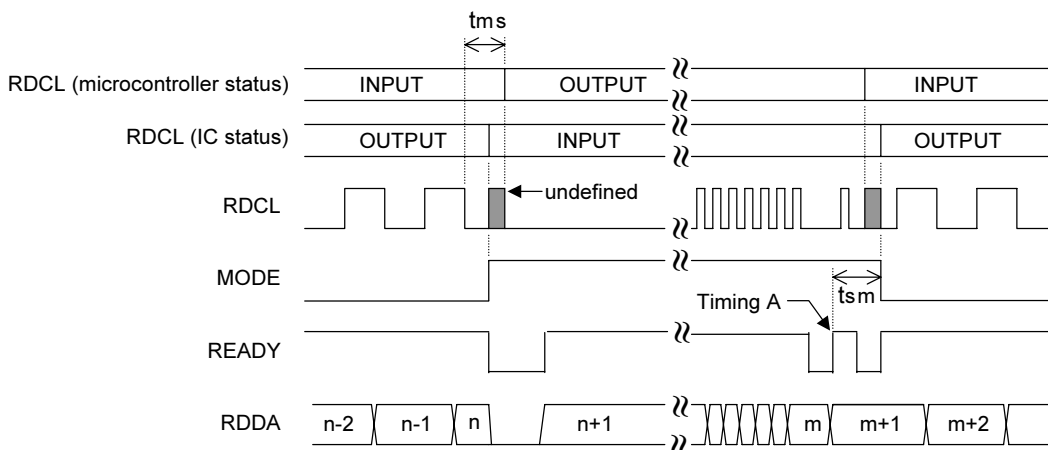 tms
RDCL (microcontroller status) INPUT OUTPUT INPUT
RDCL (IC status) OUTPUT INPUT OUTPUT
RDCL undefined
MODE
Timing A tsm
READY
RDDA n-2 n-1 n n+1 m m+1 m+2